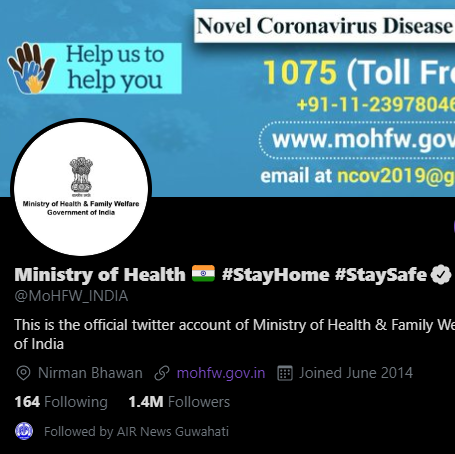 Novel Coronavirus Disease
Help us to
help you
1075 (Toll Fre
+91-11-23978046
www.mohfw.gov
email at ncov2019@g
Ministry of Health & Family Welfare
Government of India
Ministry of Health 🇮🇳 #StayHome #StaySafe
@MoHFW_INDIA
This is the official twitter account of Ministry of Health & Family We
of India
Nirman Bhawan mohfw.gov.in Joined June 2014
164 Following 1.4M Followers
Followed by AIR News Guwahati